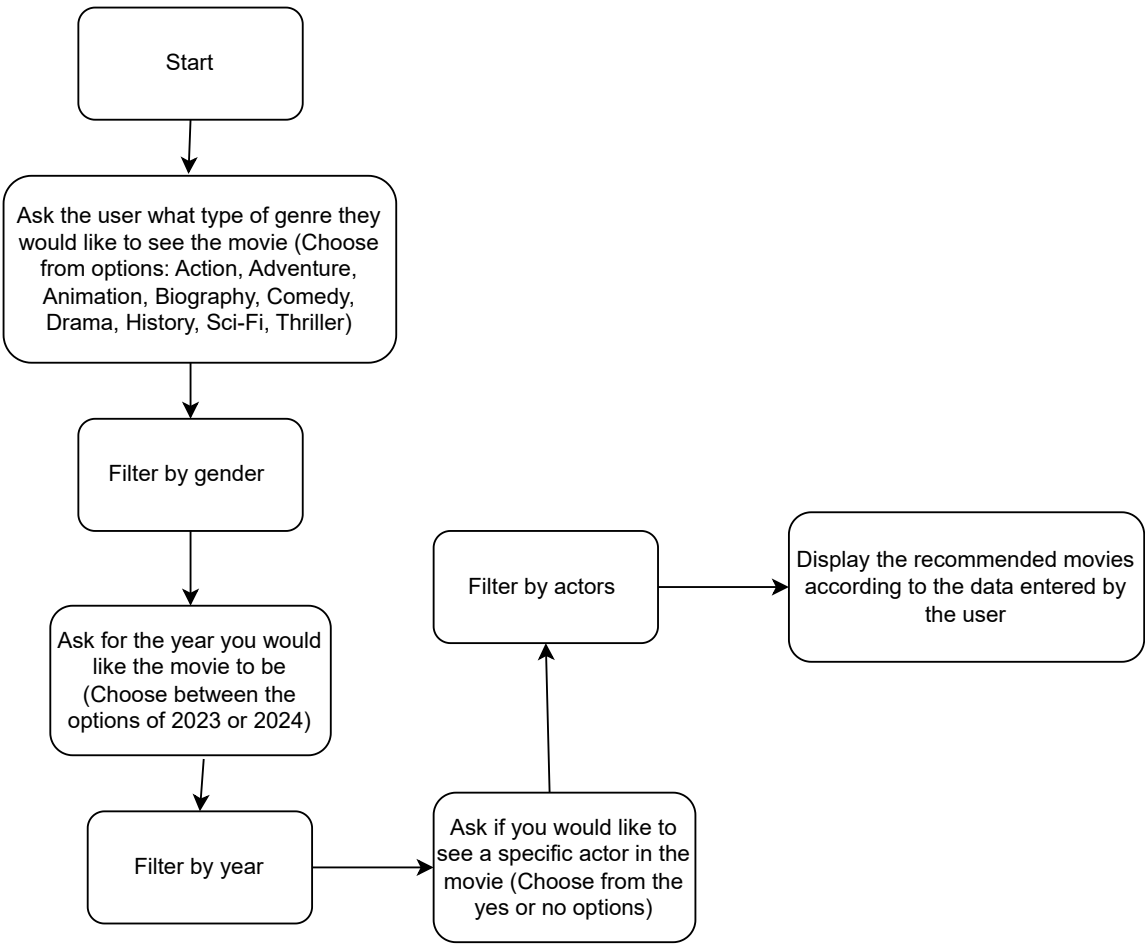 Start
Ask the user what type of genre they
would like to see the movie (Choose
from options: Action, Adventure,
Animation, Biography, Comedy,
Drama, History, Sci-Fi, Thriller)
Filter by gender
Ask for the year you would
like the movie to be
(Choose between the
options of 2023 or 2024)
Filter by year
Ask if you would like to
see a specific actor in the
movie (Choose from the
yes or no options)
Filter by actors
Display the recommended movies
according to the data entered by
the user